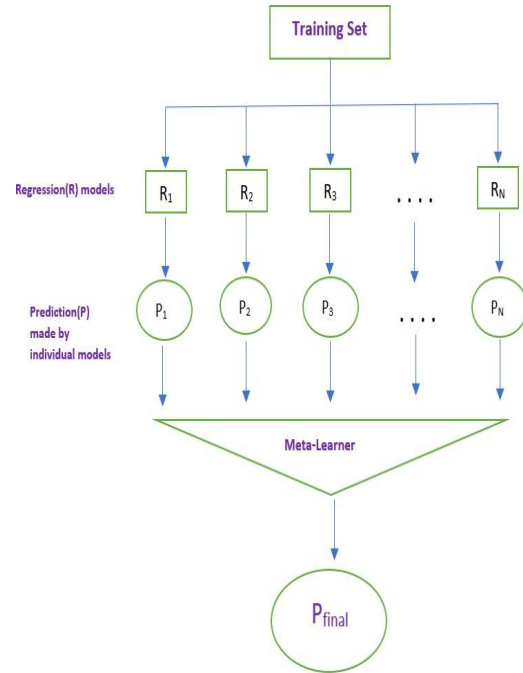 Training Set
Regression(R) models
R1
R2
R3
. . . .
RN
Prediction(P)
made by
individual models
P1
P2
P3
. . . .
PN
Meta-Learner
Pfinal